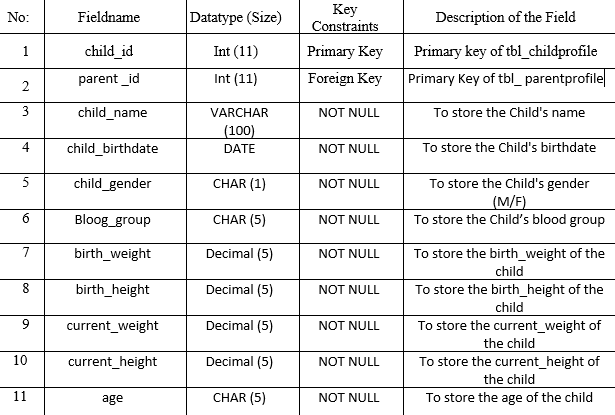 No: Fieldname Datatype (Size) Key Constraints Description of the Field
1 child_id Int (11) Primary Key Primary key of tbl_childprofile
2 parent _id Int (11) Foreign Key Primary Key of tbl_ parentprofile
3 child_name VARCHAR (100) NOT NULL To store the Child's name
4 child_birthdate DATE NOT NULL To store the Child's birthdate
5 child_gender CHAR (1) NOT NULL To store the Child's gender (M/F)
6 Bloog_group CHAR (5) NOT NULL To store the Child’s blood group
7 birth_weight Decimal (5) NOT NULL To store the birth_weight of the child
8 birth_height Decimal (5) NOT NULL To store the birth_height of the child
9 current_weight Decimal (5) NOT NULL To store the current_weight of the child
10 current_height Decimal (5) NOT NULL To store the current_height of the child
11 age CHAR (5) NOT NULL To store the age of the child